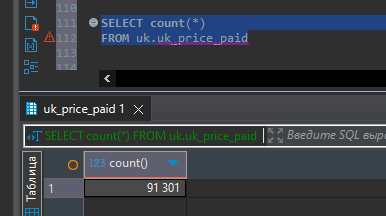 110
111 SELECT count(*)
112 FROM uk.uk_price_paid
113
114
uk_price_paid 1
SELECT count(*) FROM uk.uk_price_paid Введите SQL выре
Таблица
123 count()
1 91 301